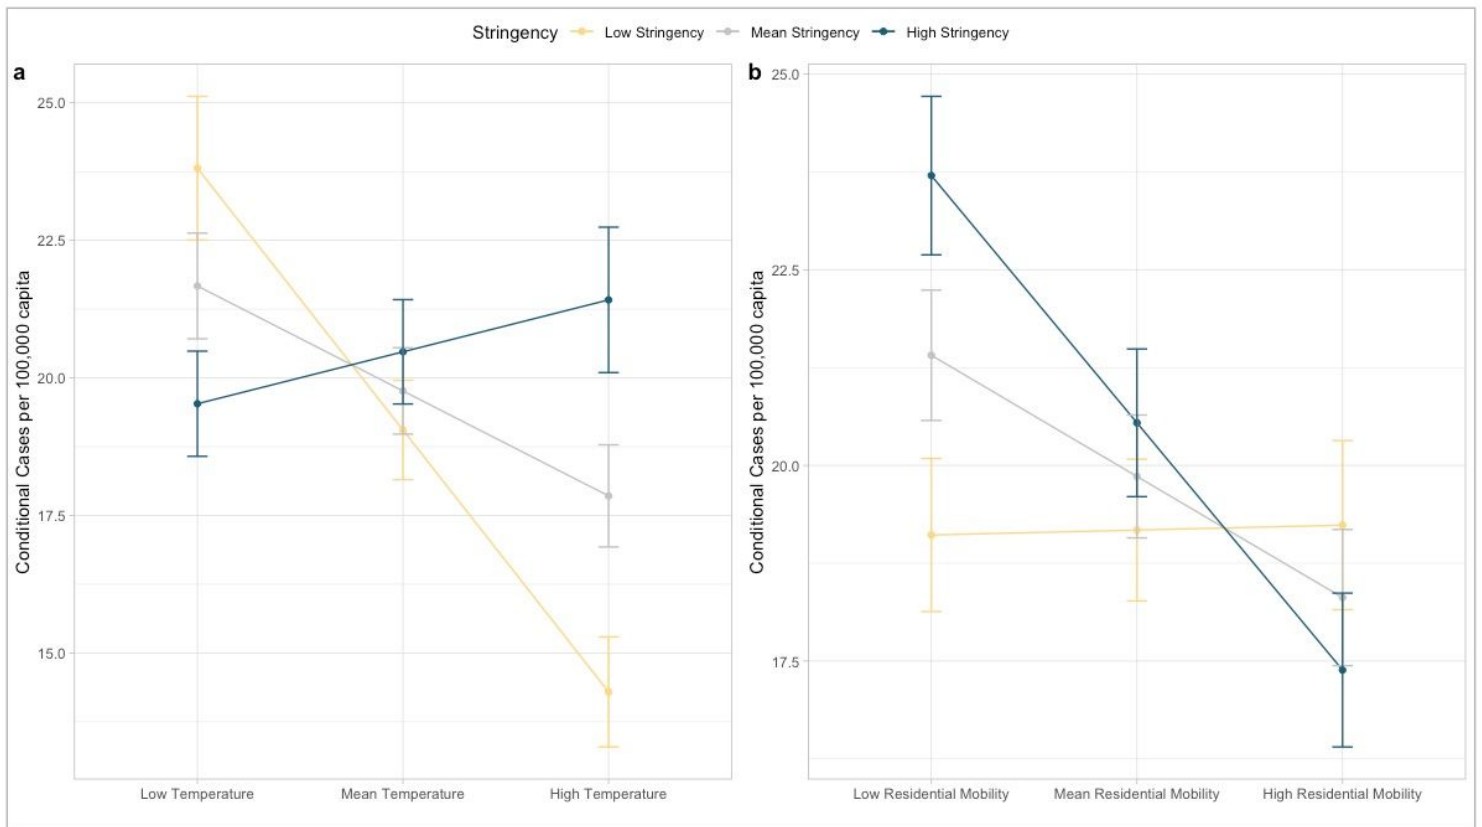 Stringency Low Stringency Mean Stringency High Stringency
a
Conditional Cases per 100,000 capita
25.0
22.5
20.0
17.5
15.0
Low Temperature Mean Temperature High Temperature
b
Conditional Cases per 100,000 capita
25.0
22.5
20.0
17.5
Low Residential Mobility Mean Residential Mobility High Residential Mobility